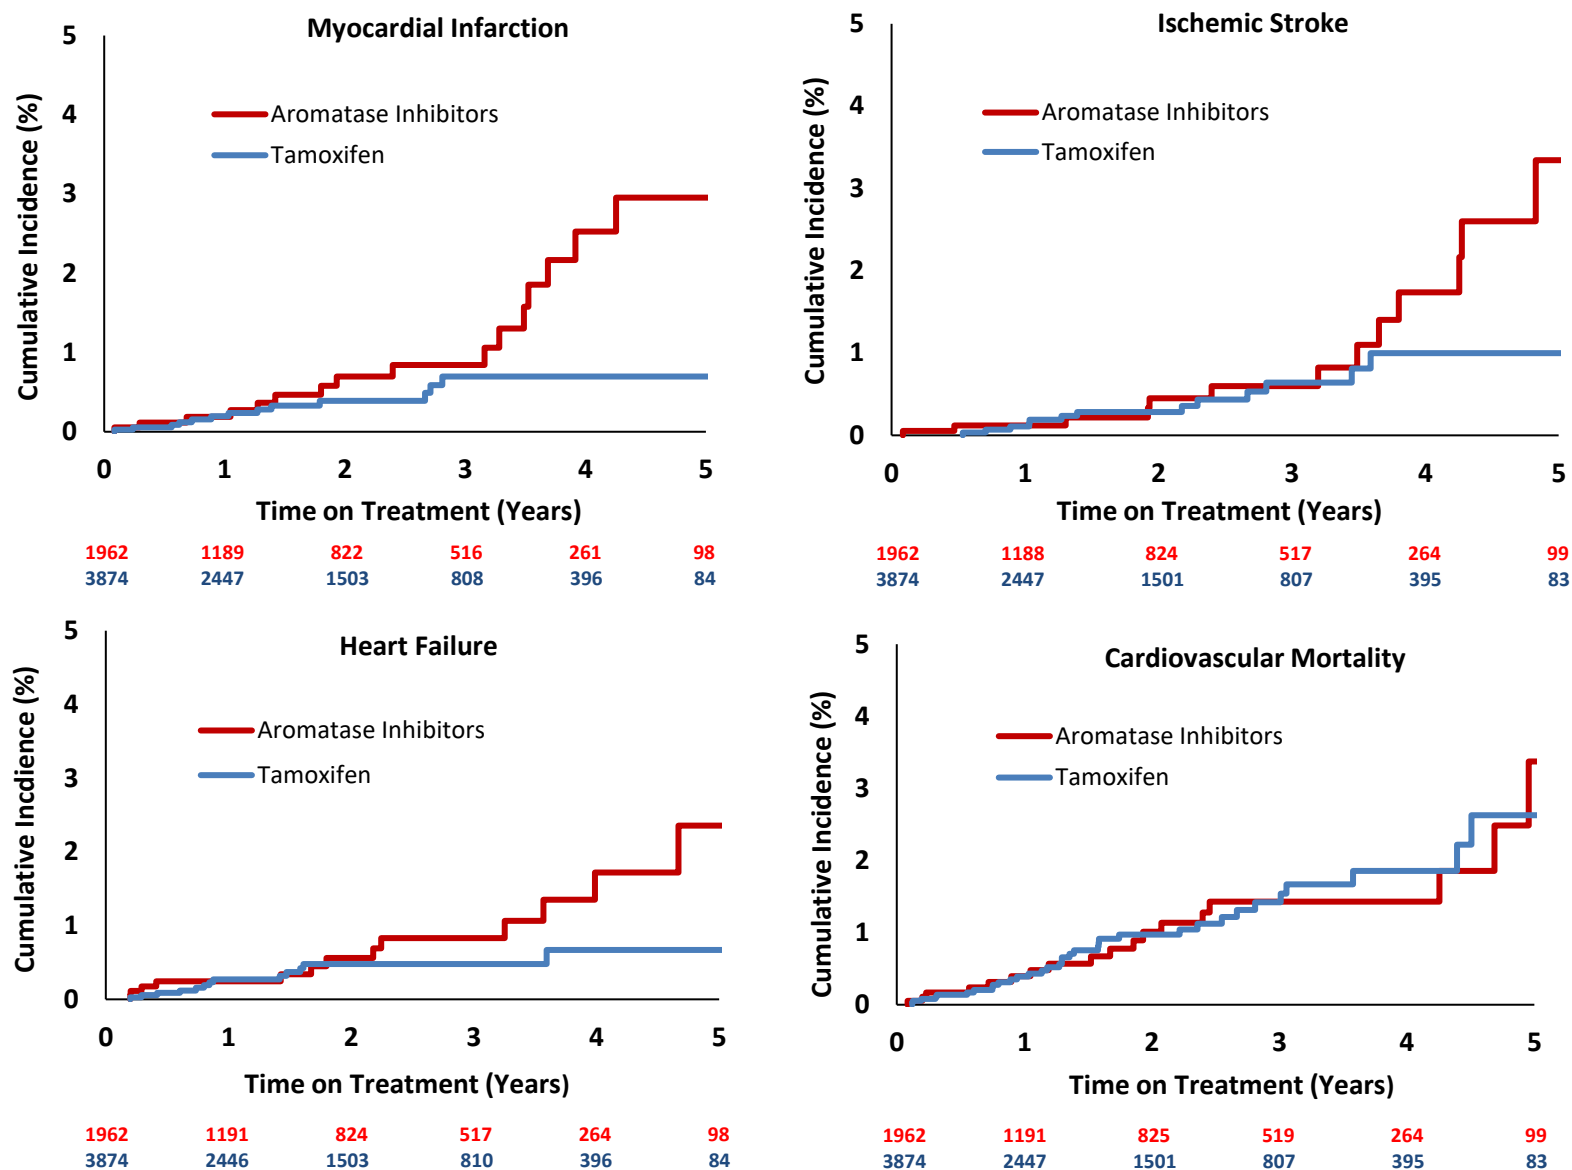 Myocardial Infarction
Cumulative Incidence (%)
5
4
3
2
1
0
Aromatase Inhibitors
Tamoxifen
0 1 2 3 4 5
Time on Treatment (Years)
1962 1189 822 516 261 98
3874 2447 1503 808 396 84
Ischemic Stroke
Cumulative Incidence (%)
5
4
3
2
1
0
Aromatase Inhibitors
Tamoxifen
0 1 2 3 4 5
Time on Treatment (Years)
1962 1188 824 517 264 99
3874 2447 1501 807 395 83
Heart Failure
Cumulative Incdience (%)
5
4
3
2
1
0
Aromatase Inhibitors
Tamoxifen
0 1 2 3 4 5
Time on Treatment (Years)
1962 1191 824 517 264 98
3874 2446 1503 810 396 84
Cardiovascular Mortality
Cumulative Incidence (%)
5
4
3
2
1
0
Aromatase Inhibitors
Tamoxifen
0 1 2 3 4 5
Time on Treatment (Years)
1962 1191 825 519 264 99
3874 2447 1501 807 395 83